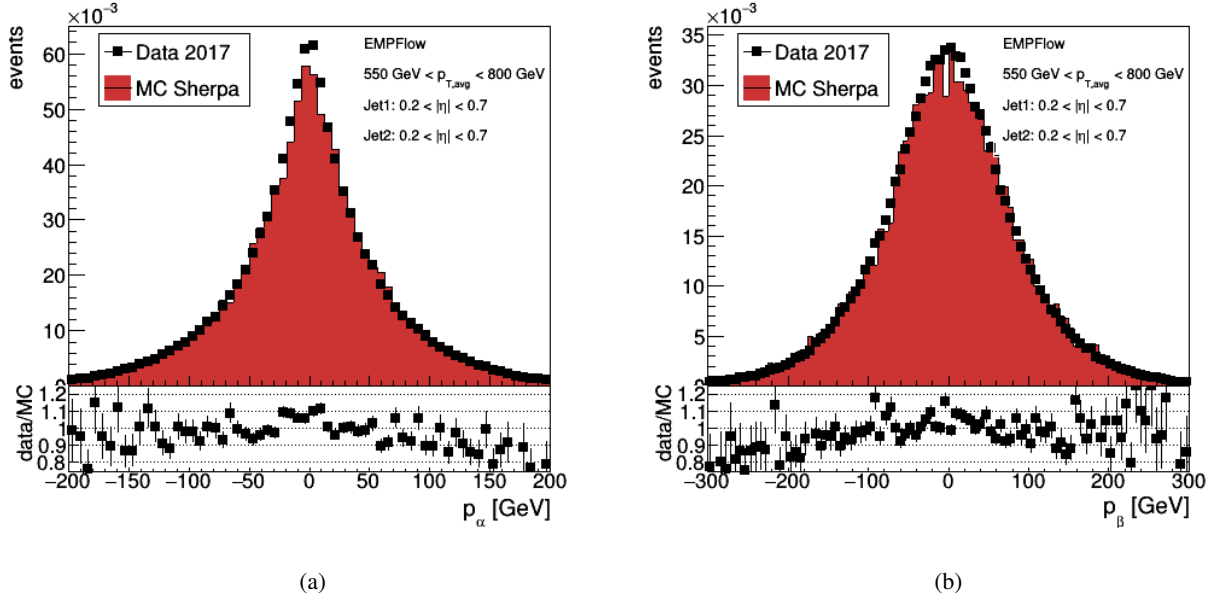 ×10⁻³
events
60
50
40
30
20
10
0
Data 2017
MC Sherpa
EMPFlow
550 GeV < p_T,avg < 800 GeV
Jet1: 0.2 < |η| < 0.7
Jet2: 0.2 < |η| < 0.7
data/MC
1.2
1.1
1
0.9
0.8
−200 −150 −100 −50 0 50 100 150 200
p_α [GeV]
(a)
×10⁻³
events
35
30
25
20
15
10
5
0
Data 2017
MC Sherpa
EMPFlow
550 GeV < p_T,avg < 800 GeV
Jet1: 0.2 < |η| < 0.7
Jet2: 0.2 < |η| < 0.7
data/MC
1.2
1.1
1
0.9
0.8
−300 −200 −100 0 100 200 300
p_β [GeV]
(b)